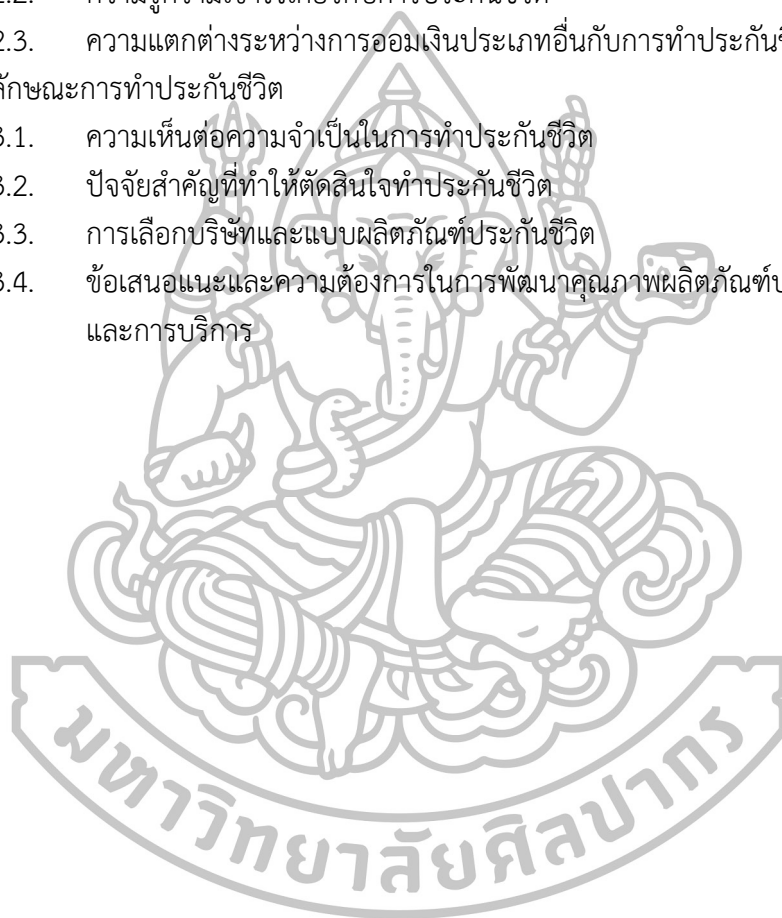 2.3. ความแตกต่างระหว่างการออมเงินประเภทอื่นกับการทำประกัน
ลักษณะการทำประกันชีวิต
3.1. ความเห็นต่อความจำเป็นในการทำประกันชีวิต
3.2. ปัจจัยสำคัญที่ทำให้ตัดสินใจทำประกันชีวิต
3.3. การเลือกบริษัทและแบบผลิตภัณฑ์ประกันชีวิต
3.4. ข้อเสนอแนะและความต้องการในการพัฒนาคุณภาพผลิตภัณฑ์
และการบริการ
มหาวิทยาลัยศิลปากร